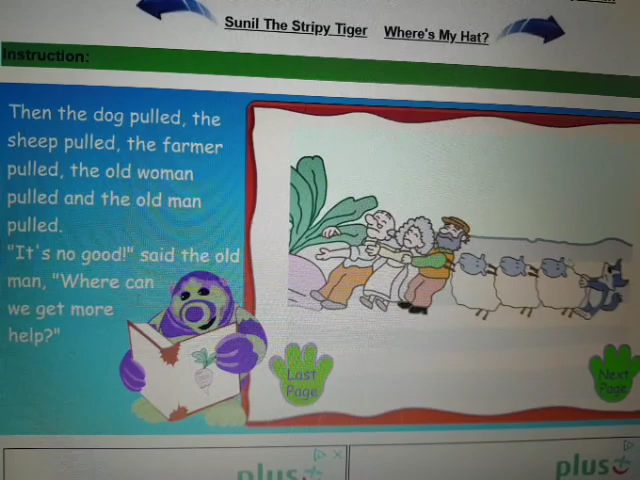 Sunil The Stripy Tiger Where's My Hat?
Instruction:
Then the dog pulled, the
sheep pulled, the farmer
pulled, the old woman
pulled and the old man
pulled.
"It's no good!" said the old
man, "Where can
we get more
help?"
Last
Page
Next
Page
plus
plus